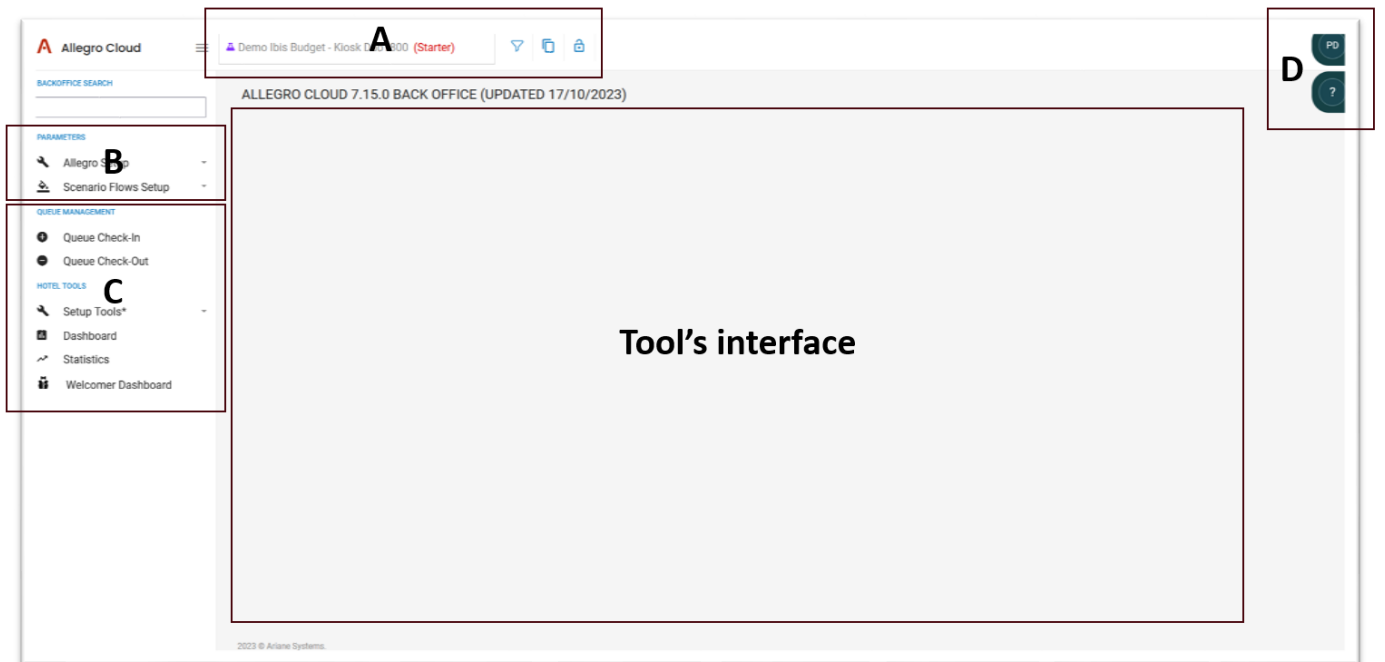 A
Allegro Cloud
Demo Ibis Budget - Kiosk D 800 (Starter)
PD
D
?
BACKOFFICE SEARCH
ALLEGRO CLOUD 7.15.0 BACK OFFICE (UPDATED 17/10/2023)
PARAMETERS
B
Allegro Setup
Scenario Flows Setup
QUEUE MANAGEMENT
Queue Check-In
Queue Check-Out
HOTEL TOOLS
C
Setup Tools*
Dashboard
Statistics
Welcomer Dashboard
Tool's interface
2023 © Ariane Systems.